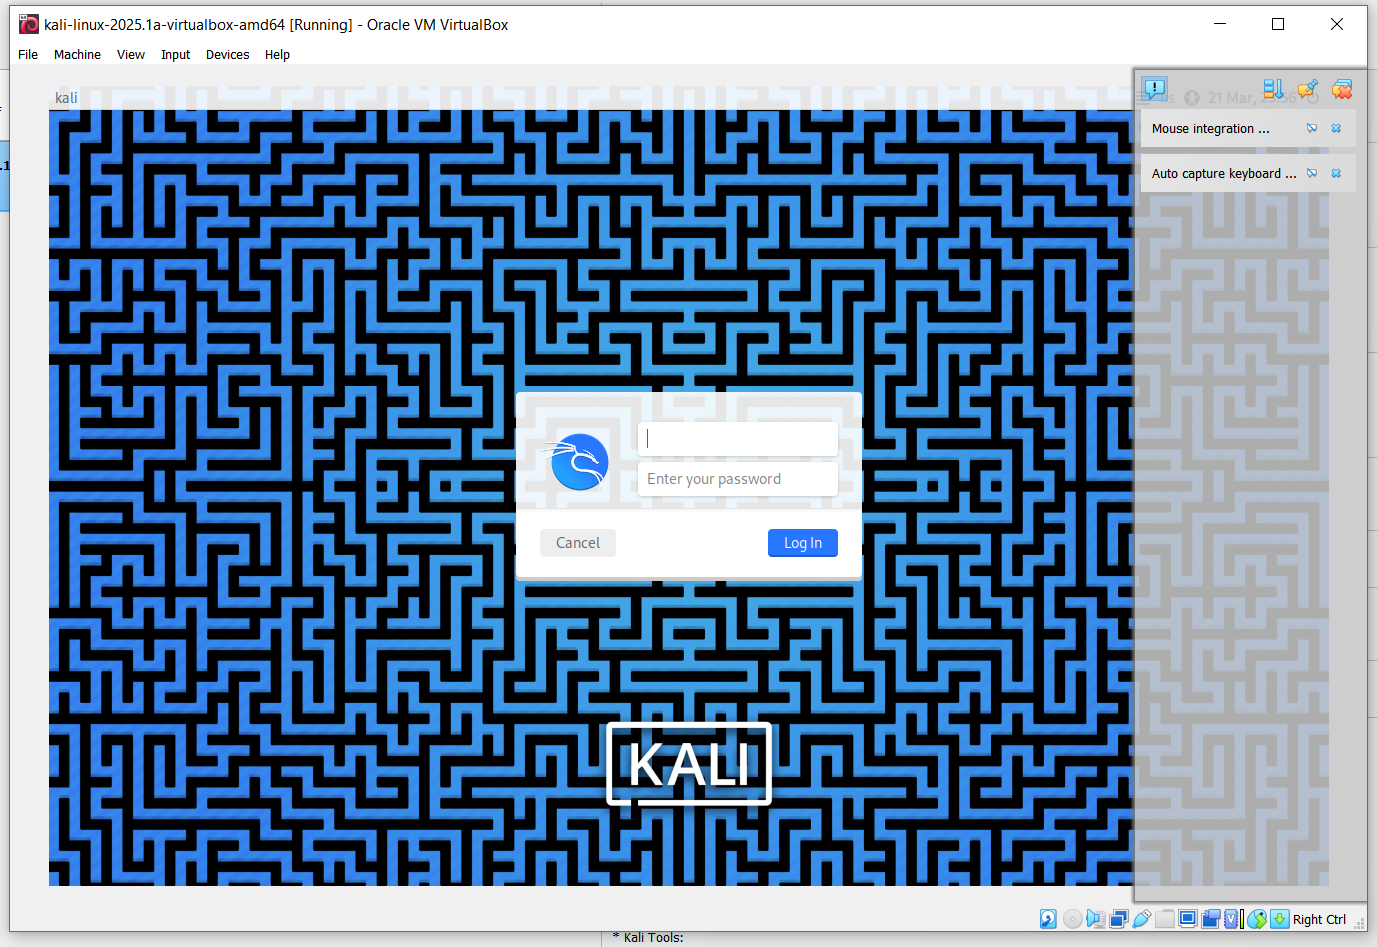 kali-linux-2025.1a-virtualbox-amd64 [Running] - Oracle VM VirtualBox
File Machine View Input Devices Help
kali
21 Mar,
Mouse integration ...
.1
Auto capture keyboard ...
Enter your password
Cancel Log In
KALI
Right Ctrl
* Kali Tools: